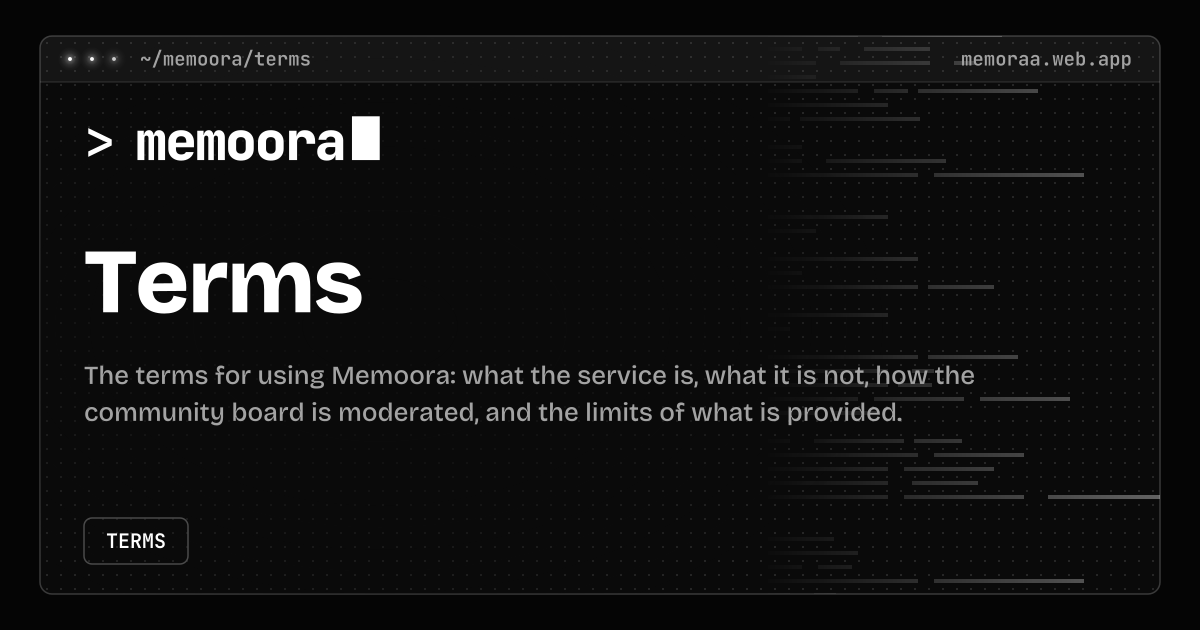 ~/memoora/terms
memoraa.web.app
> memoora
Terms
The terms for using Memoora: what the service is, what it is not, how the
community board is moderated, and the limits of what is provided.
TERMS